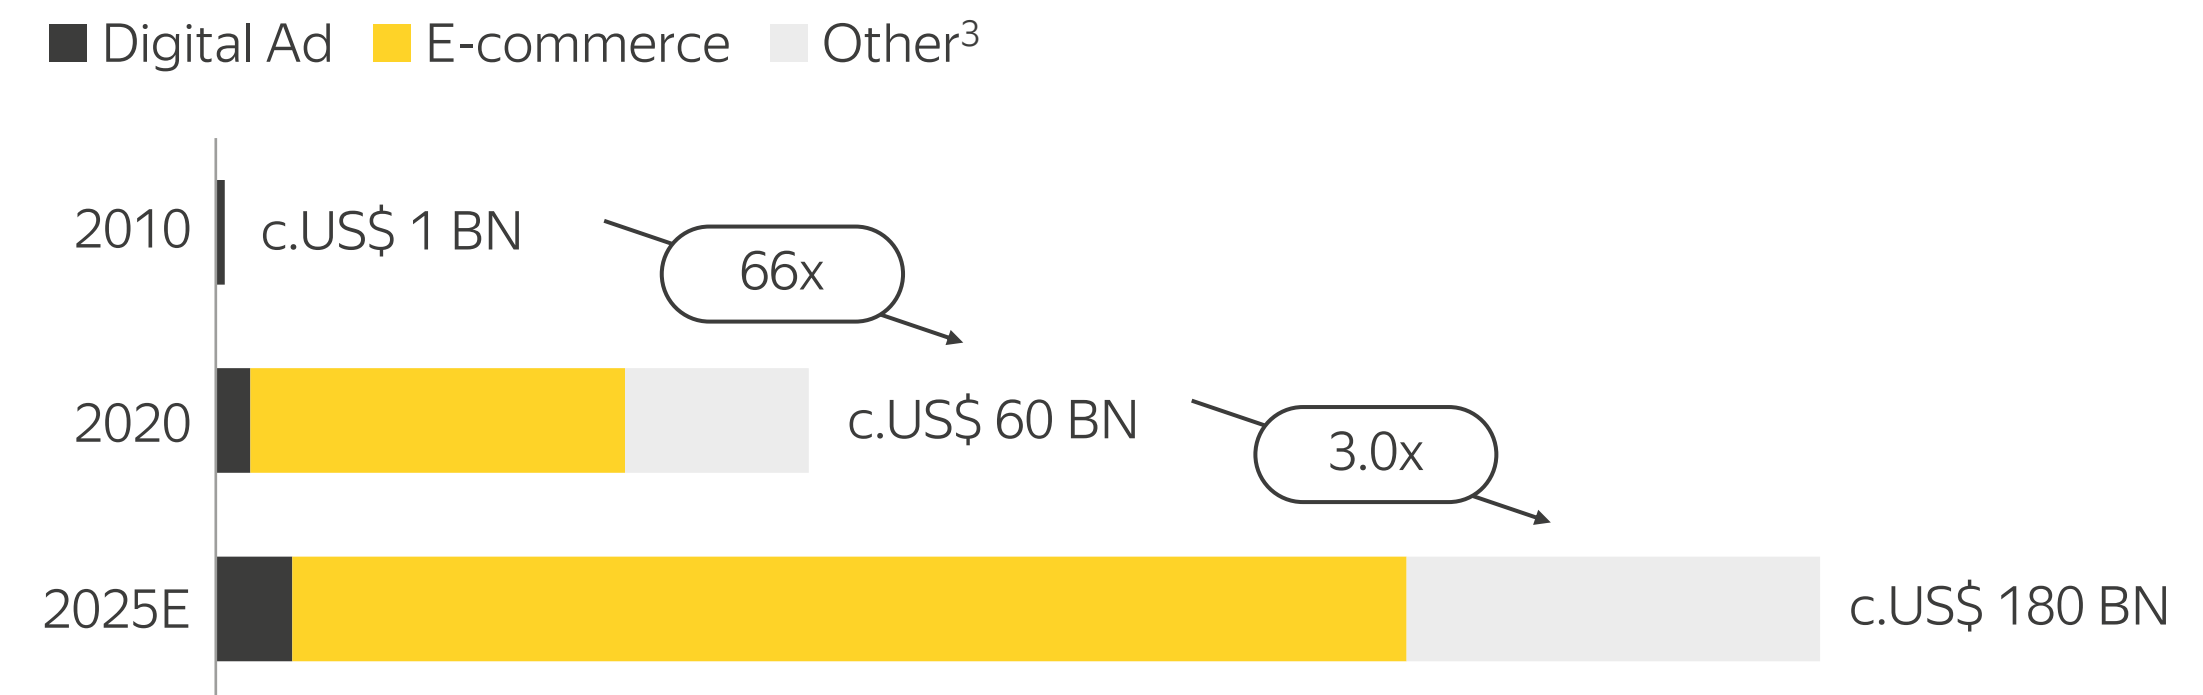 Digital Ad E-commerce Other³
2010 c.US$ 1 BN
66x
2020 c.US$ 60 BN
3.0x
2025E c.US$ 180 BN